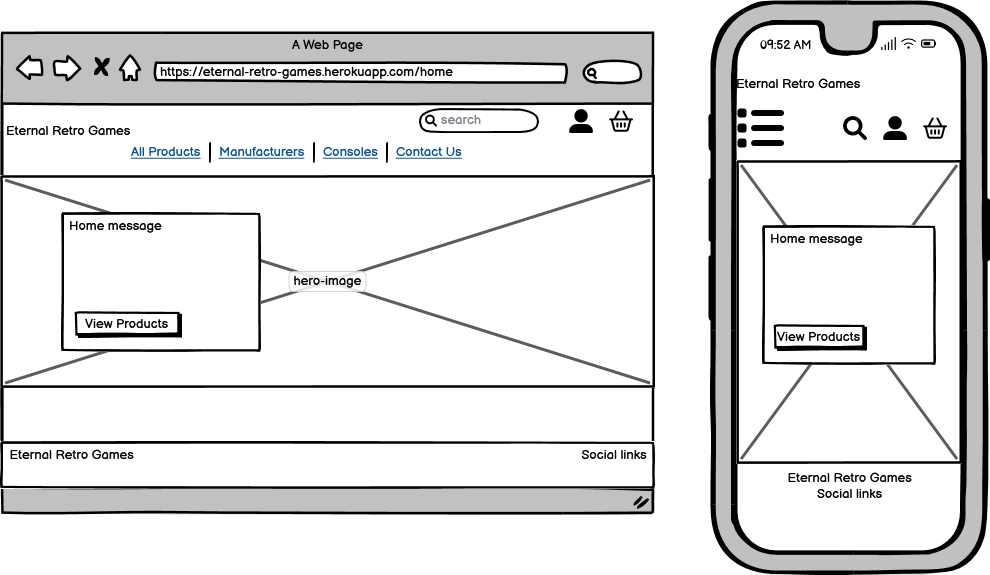 A Web Page
https://eternal-retro-games.herokuapp.com/home
search
Eternal Retro Games
All Products | Manufacturers | Consoles | Contact Us
Home message
hero-image
View Products
Eternal Retro Games Social links
09:52 AM
Eternal Retro Games
Home message
View Products
Eternal Retro Games
Social links